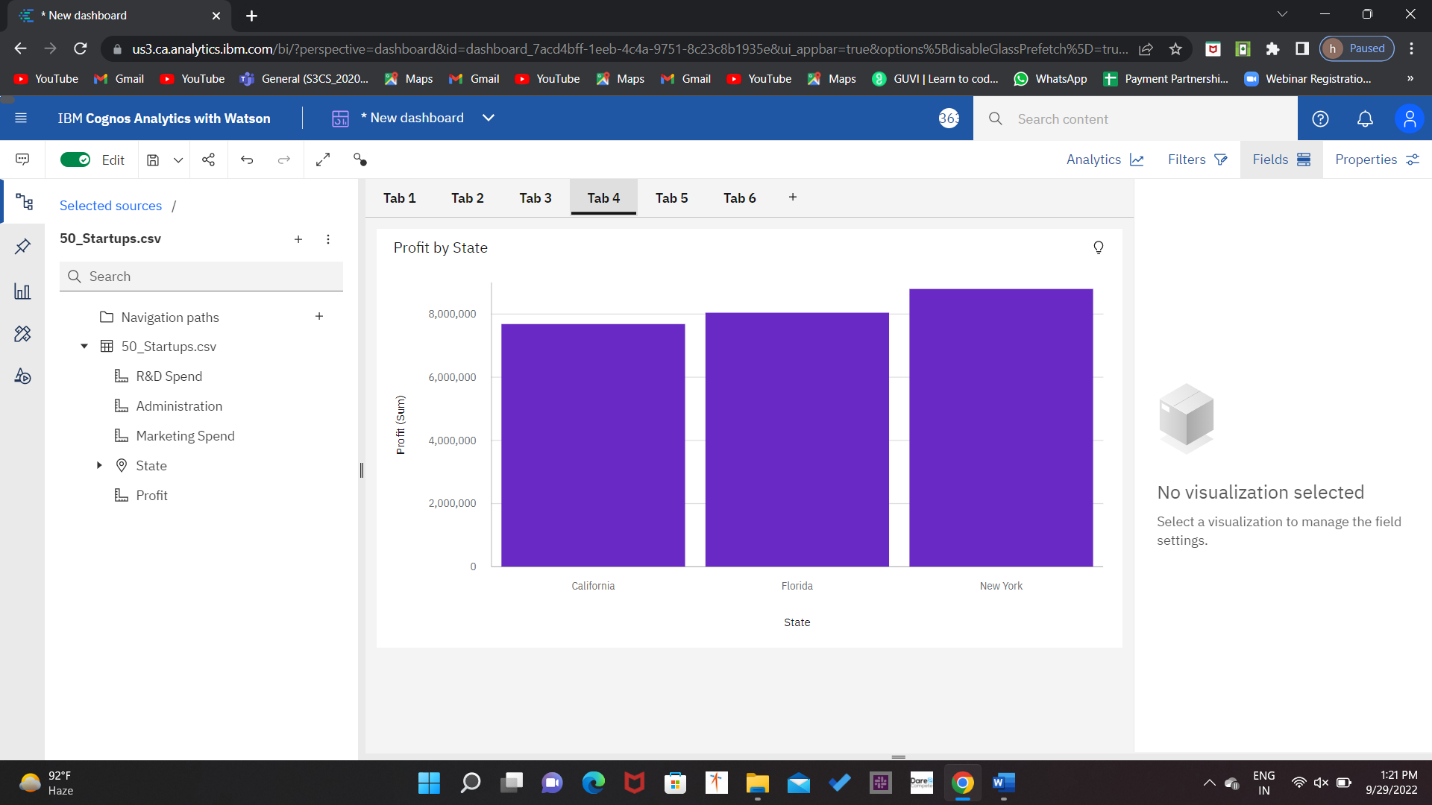 * New dashboard
us3.ca.analytics.ibm.com/bi/?perspective=dashboard&id=dashboard_7acd4bff-1eeb-4c4a-9751-8c23c8b1935e&ui_appbar=true&options%5BdisableGlassPrefetch%5D=tru...
h Paused
YouTube Gmail YouTube General (S3CS_2020... Maps Gmail YouTube Maps Gmail YouTube Maps GUVI | Learn to cod... WhatsApp Payment Partnershi... Webinar Registratio... »
IBM Cognos Analytics with Watson * New dashboard 363 Search content
Edit Analytics Filters Fields Properties
Selected sources /
Tab 1 Tab 2 Tab 3 Tab 4 Tab 5 Tab 6 +
50_Startups.csv
Search
Navigation paths
50_Startups.csv
R&D Spend
Administration
Marketing Spend
State
Profit
Profit by State
8,000,000
6,000,000
4,000,000
2,000,000
0
Profit (Sum)
California Florida New York
State
No visualization selected
Select a visualization to manage the field
settings.
92°F
Haze
Dare2
Compete
W
ENG
IN
1:21 PM
9/29/2022